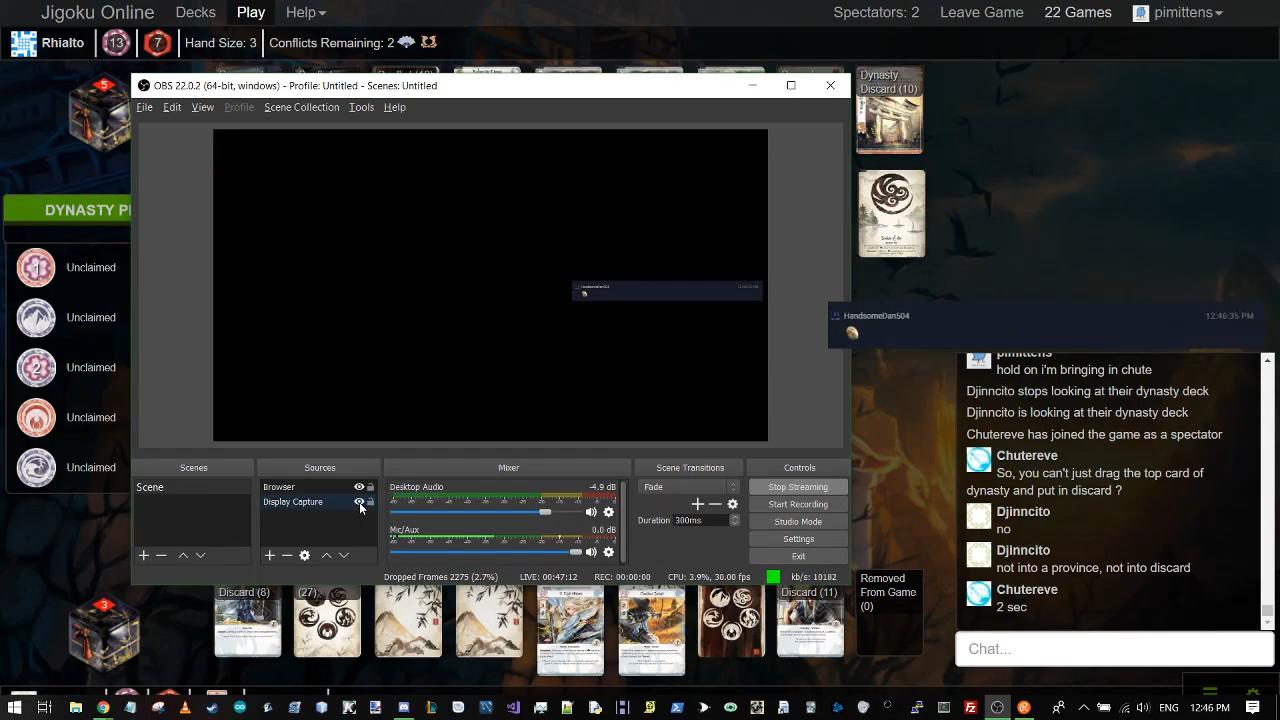 Jigoku Online Decks Play Help Spectators: 2 Leave Game 22 Games pimittens
Rhialto 13 7 Hand Size: 3 Conflicts Remaining: 2
5
Dynasty
Discard (10)
OBS 22.0.2 (64-bit, windows) - Profile: Untitled - Scenes: Untitled
File Edit View Profile Scene Collection Tools Help
DYNASTY P
1 Unclaimed
Unclaimed
2 Unclaimed
Unclaimed
Unclaimed
HandsomeDan504 12:46:35 PM
pimittens
hold on i'm bringing in chute
Djinncito stops looking at their dynasty deck
Djinncito is looking at their dynasty deck
Chutereve has joined the game as a spectator
Chutereve
So, you can't just drag the top card of
dynasty and put in discard ?
Djinncito
no
Djinncito
not into a province, not into discard
Chutereve
2 sec
Chat...
Scenes Sources Mixer Scene Transitions Controls
Scene
Browser
Display Capture
Desktop Audio -4.9 dB
Mic/Aux 0.0 dB
Fade
Duration 300ms
Stop Streaming
Start Recording
Studio Mode
Settings
Exit
Dropped Frames 2275 (2.7%) LIVE: 00:47:12 REC: 00:00:00 CPU: 3.9%, 30.00 fps kb/s: 10182
3
Discard (8
Discard (11)
Removed
From Game
(0)
ENG 12:46 PM